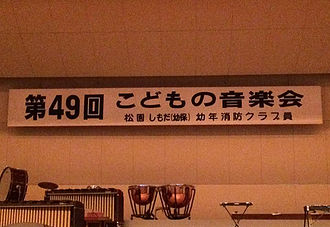 第49回 こどもの音楽会
松園 しもだ(幼保) 幼年消防クラブ員